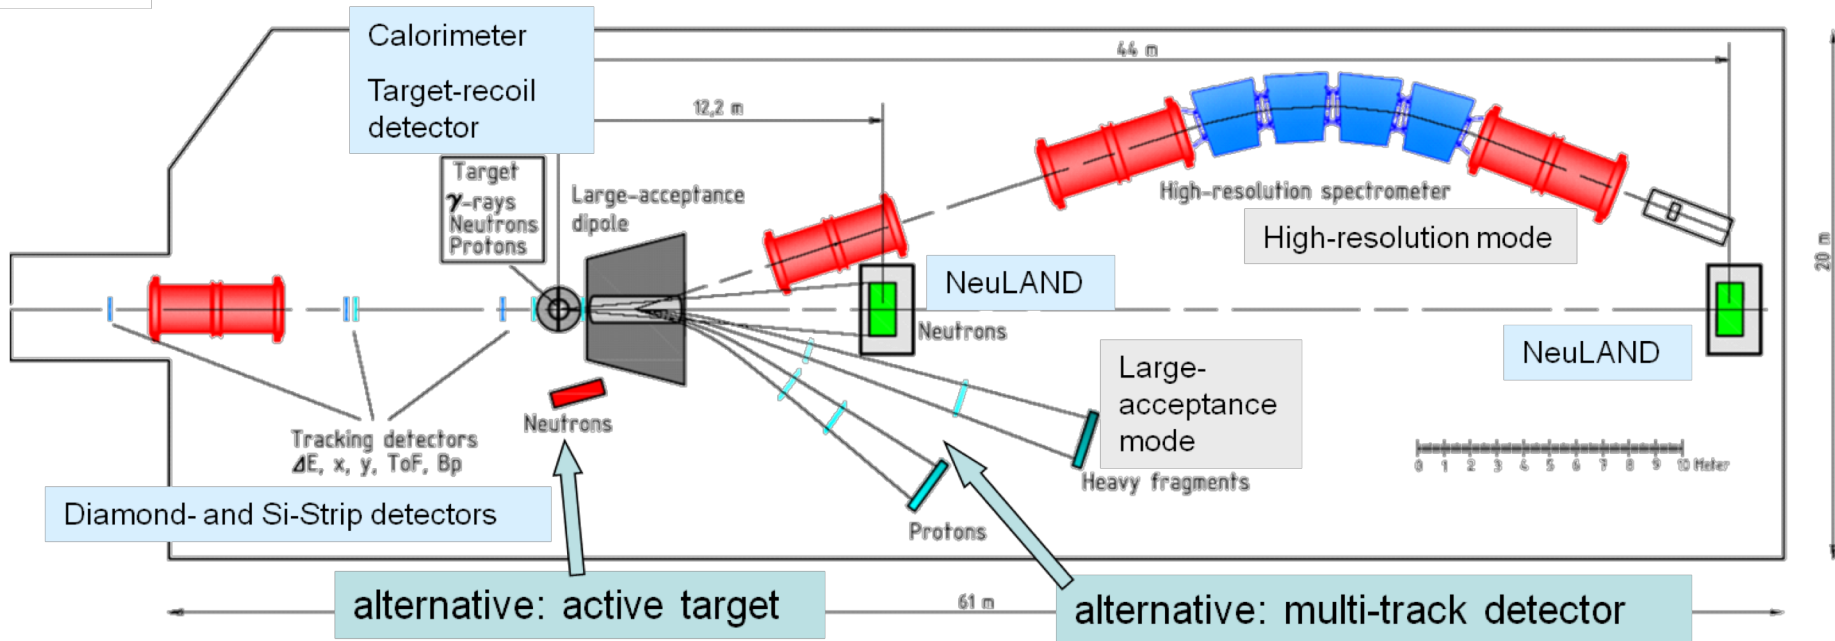 Calorimeter
Target-recoil
detector
44 m
12,2 m
Target
γ-rays
Neutrons
Protons
Large-acceptance
dipole
High-resolution spectrometer
High-resolution mode
20 m
NeuLAND
Neutrons
NeuLAND
Large-
acceptance
mode
Neutrons
Tracking detectors
ΔE, x, y, ToF, Bρ
0 1 2 3 4 5 6 7 8 9 10 Meter
Heavy fragments
Diamond- and Si-Strip detectors
Protons
alternative: active target
61 m
alternative: multi-track detector